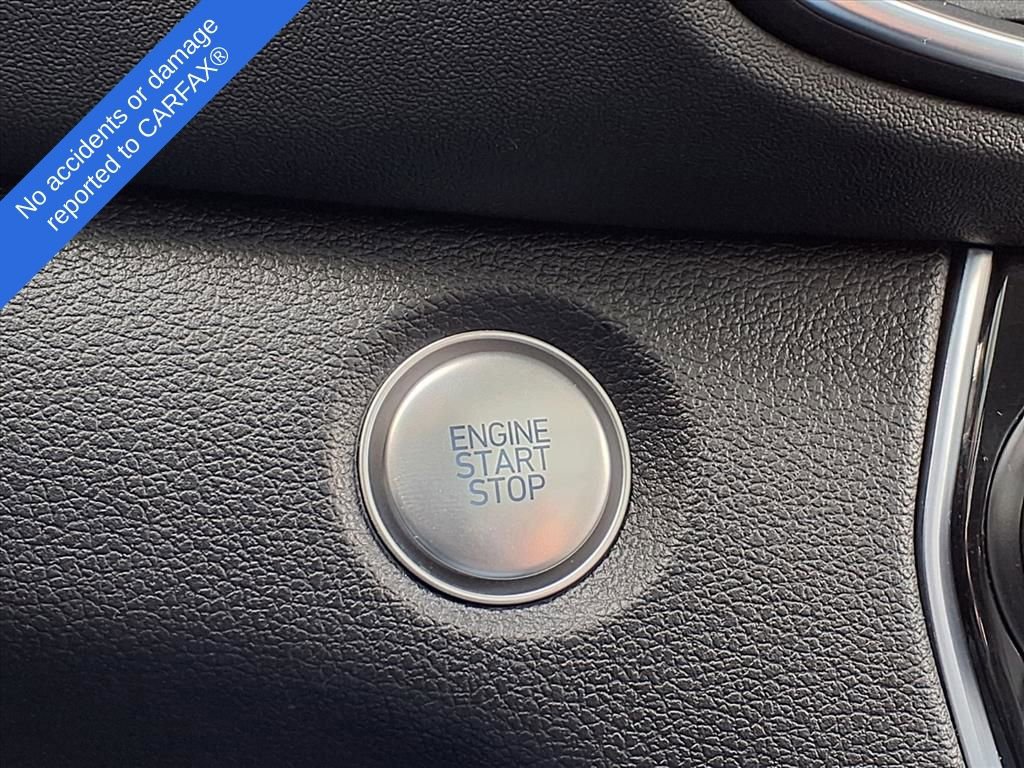 No accidents or damage
reported to CARFAX®
ENGINE
START
STOP